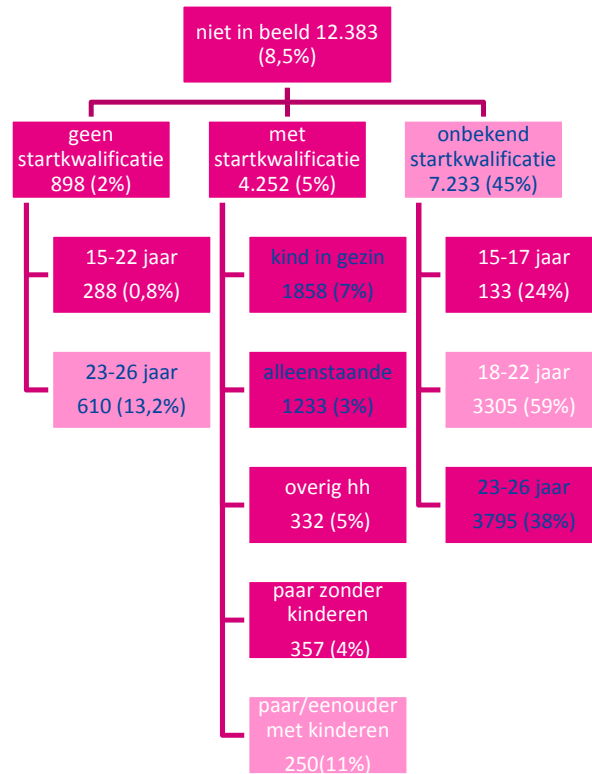 niet in beeld 12.383
(8,5%)
geen
startkwalificatie
898 (2%)
met
startkwalificatie
4.252 (5%)
onbekend
startkwalificatie
7.233 (45%)
15-22 jaar
288 (0,8%)
23-26 jaar
610 (13,2%)
kind in gezin
1858 (7%)
alleenstaande
1233 (3%)
overig hh
332 (5%)
paar zonder
kinderen
357 (4%)
paar/eenouder
met kinderen
250(11%)
15-17 jaar
133 (24%)
18-22 jaar
3305 (59%)
23-26 jaar
3795 (38%)